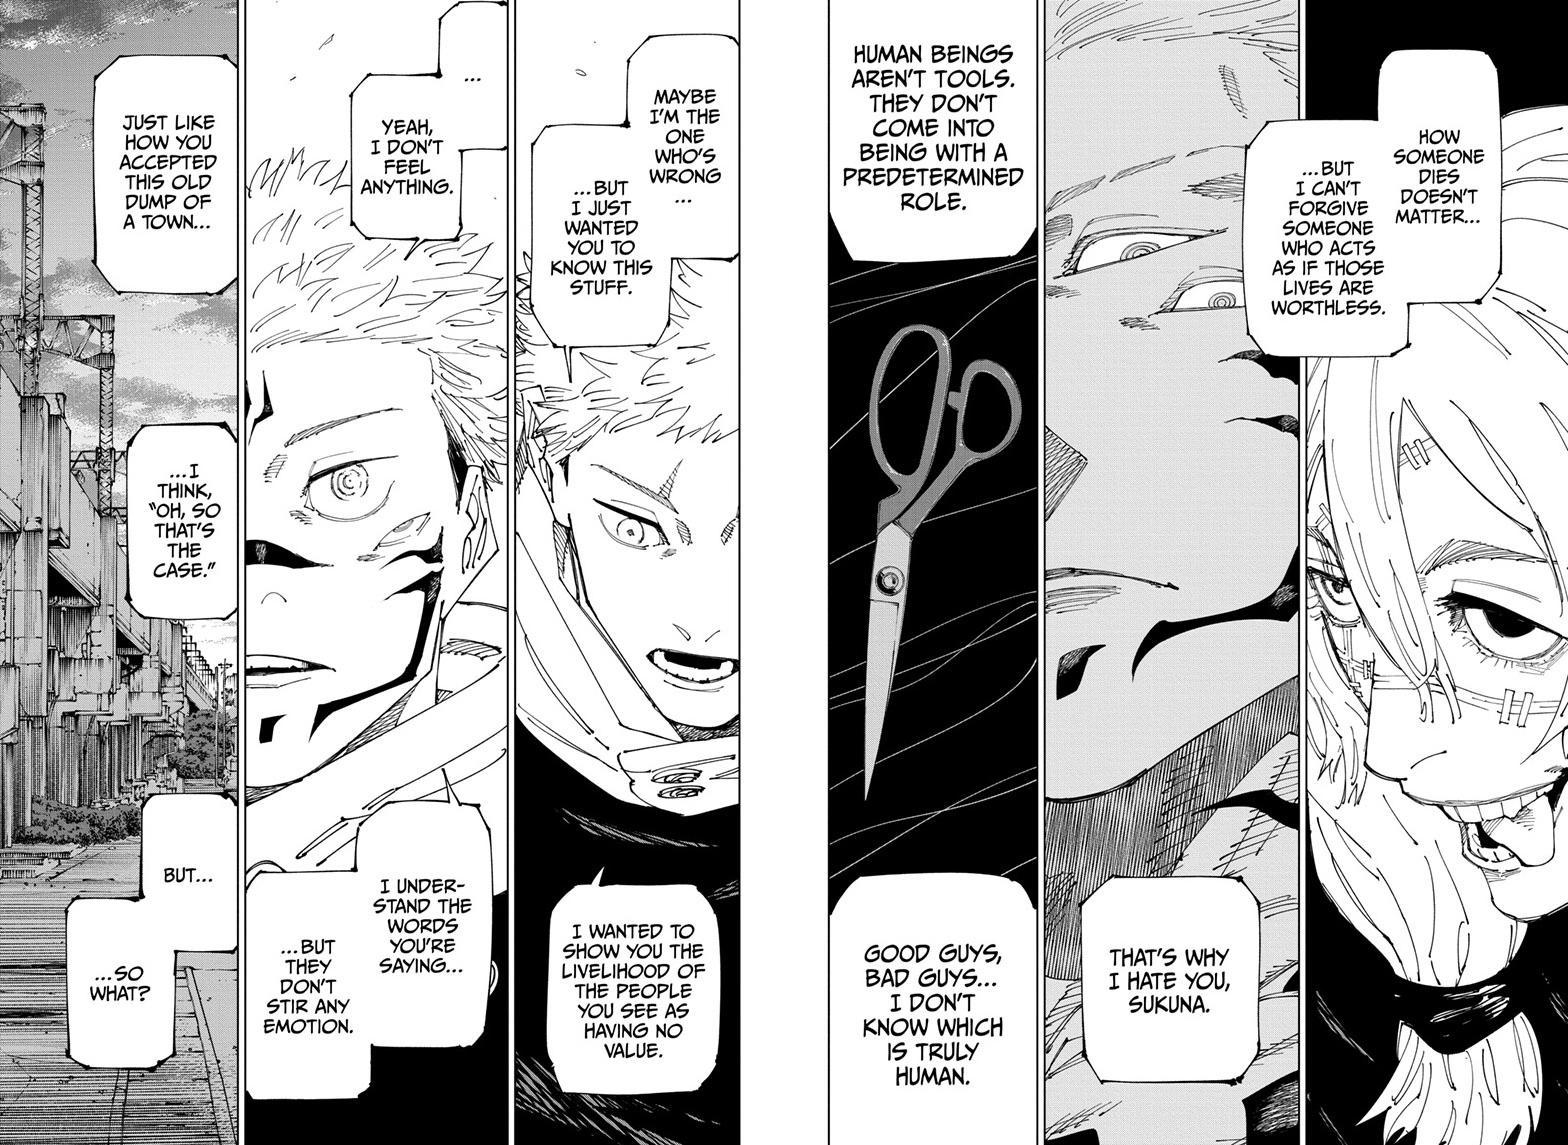 HOW
SOMEONE
DIES
DOESN'T
MATTER...
...BUT
I CAN'T
FORGIVE
SOMEONE
WHO ACTS
AS IF THOSE
LIVES ARE
WORTHLESS.
THAT'S WHY
I HATE YOU,
SUKUNA.
HUMAN BEINGS
AREN'T TOOLS.
THEY DON'T
COME INTO
BEING WITH A
PREDETERMINED
ROLE.
GOOD GUYS,
BAD GUYS...
I DON'T
KNOW WHICH
IS TRULY
HUMAN.
MAYBE
I'M THE
ONE
WHO'S
WRONG
...
...BUT
I JUST
WANTED
YOU TO
KNOW THIS
STUFF.
I WANTED TO
SHOW YOU THE
LIVELIHOOD OF
THE PEOPLE
YOU SEE AS
HAVING NO
VALUE.
...
YEAH,
I DON'T
FEEL
ANYTHING.
I UNDER-
STAND THE
WORDS
YOU'RE
SAYING...
...BUT
THEY
DON'T
STIR ANY
EMOTION.
JUST LIKE
HOW YOU
ACCEPTED
THIS OLD
DUMP OF
A TOWN...
...I
THINK,
"OH, SO
THAT'S
THE
CASE."
BUT...
...SO
WHAT?